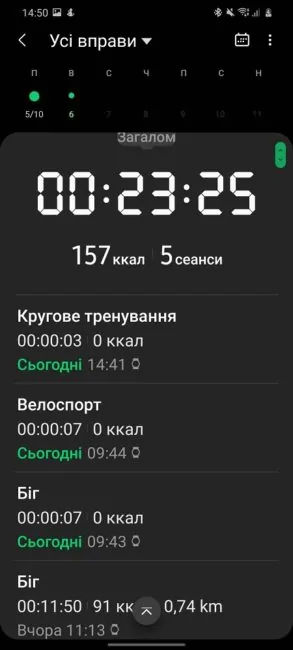 14:50
Усі вправи
П В С Ч П С Н
5/10 6 7 8 9 10 11
Загалом
00:23:25
157 ккал 5 сеанси
Кругове тренування
00:00:03 0 ккал
Сьогодні 14:41
Велоспорт
00:00:07 0 ккал
Сьогодні 09:44
Біг
00:00:07 0 ккал
Сьогодні 09:43
Біг
00:11:50 91 кк 0,74 km
Вчора 11:13